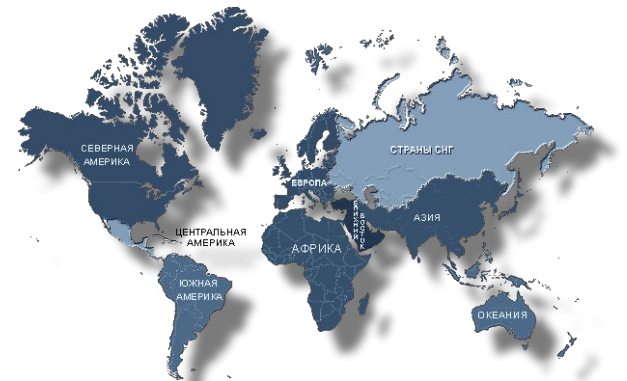 СЕВЕРНАЯ
АМЕРИКА
СТРАНЫ СНГ
ЕВРОПА
ЦЕНТРАЛЬНАЯ
АМЕРИКА
АФРИКА
БЛИЖНИЙ
ВОСТОК
АЗИЯ
ЮЖНАЯ
АМЕРИКА
ОКЕАНИЯ